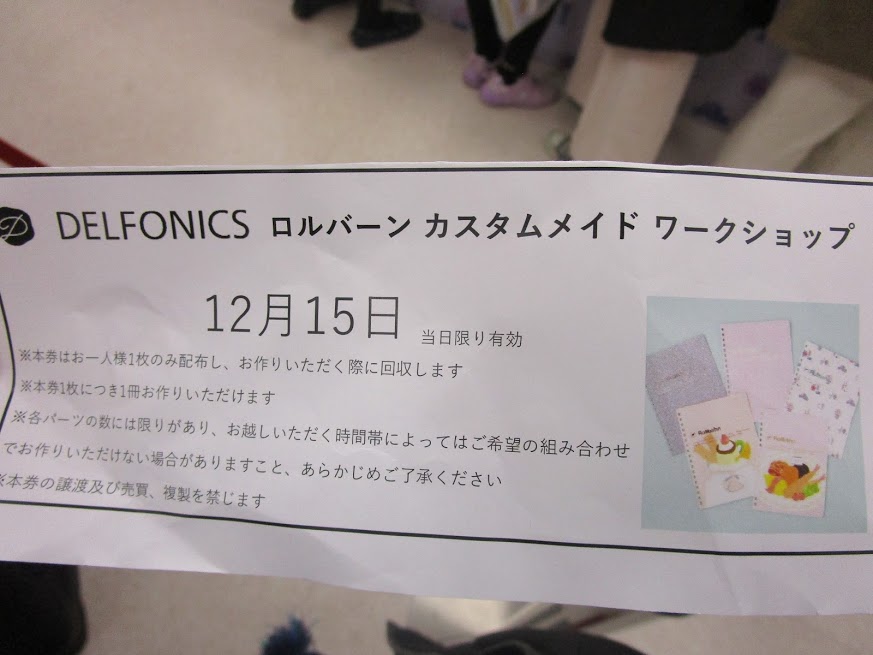 DELFONICS ロルバーン カスタムメイド ワークショップ
12月15日 当日限り有効
※本券はお一人様1枚のみ配布し、お作りいただく際に回収します
※本券1枚につき1冊お作りいただけます
※各パーツの数には限りがあり、お越しいただく時間帯によってはご希望の組み合わせ
でお作りいただけない場合がありますこと、あらかじめご了承ください
※本券の譲渡及び売買、複製を禁じます